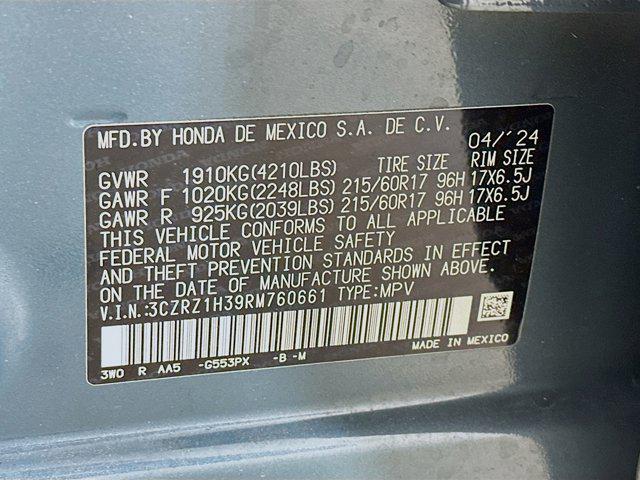 MFD.BY HONDA DE MEXICO S.A. DE C.V. 04/'24
GVWR 1910KG(4210LBS) TIRE SIZE RIM SIZE
GAWR F 1020KG(2248LBS) 215/60R17 96H 17X6.5J
GAWR R 925KG(2039LBS) 215/60R17 96H 17X6.5J
THIS VEHICLE CONFORMS TO ALL APPLICABLE
FEDERAL MOTOR VEHICLE SAFETY
AND THEFT PREVENTION STANDARDS IN EFFECT
ON THE DATE OF MANUFACTURE SHOWN ABOVE.
V.I.N.:3CZRZ1H39RM760661 TYPE:MPV
3W0 R AA5 -G553PX -B -M MADE IN MEXICO